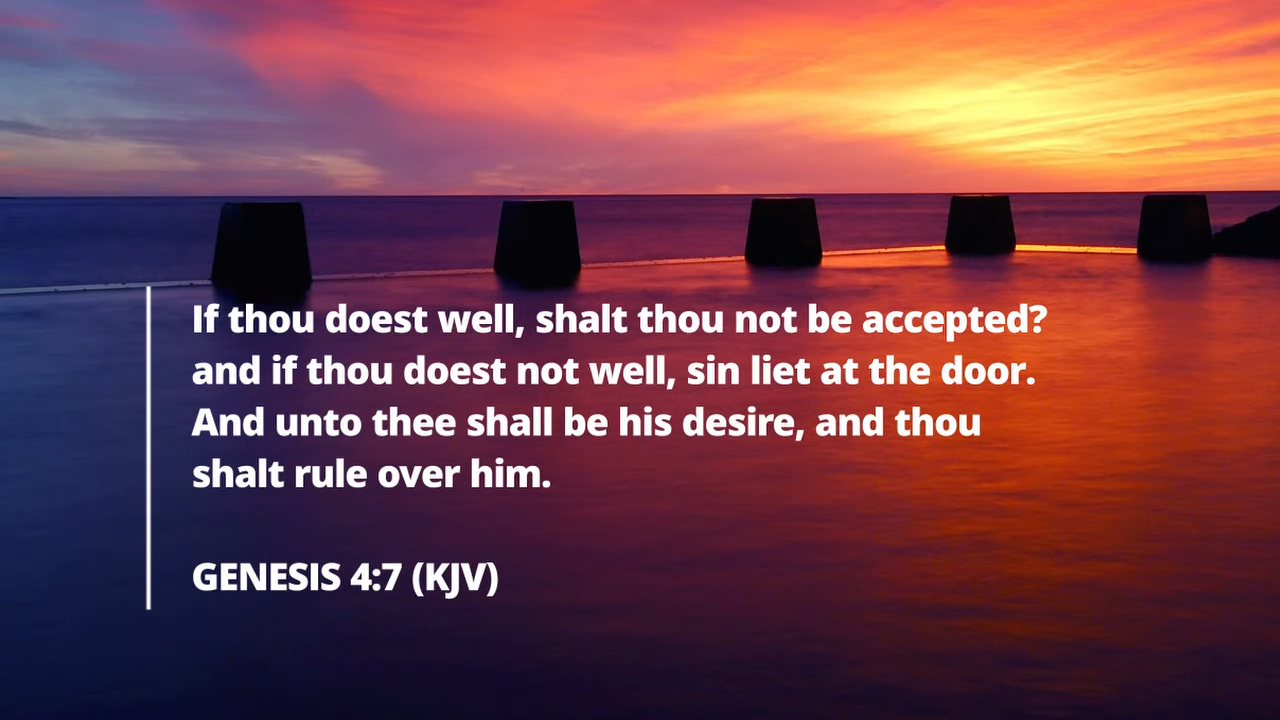 If thou doest well, shalt thou not be accepted?
and if thou doest not well, sin liet at the door.
And unto thee shall be his desire, and thou
shalt rule over him.
GENESIS 4:7 (KJV)